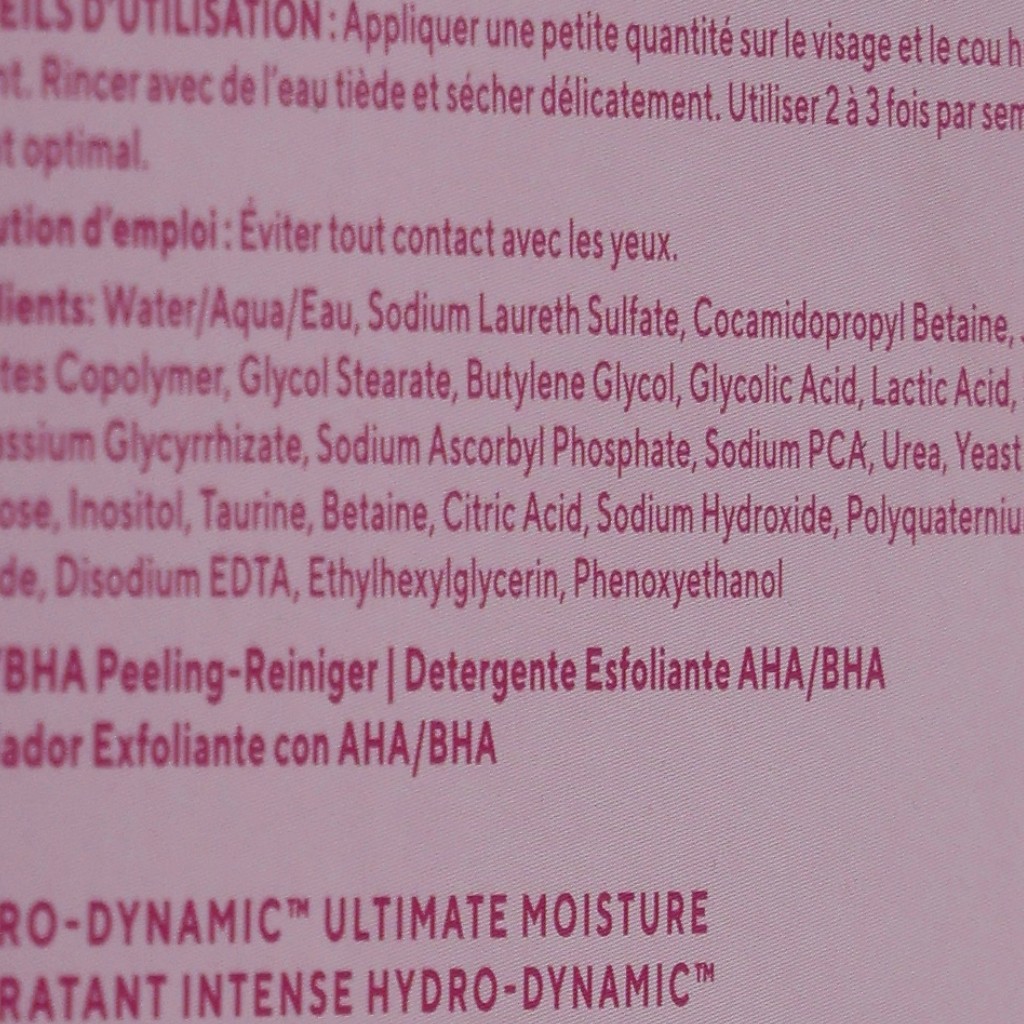 EILS D'UTILISATION : Appliquer une petite quantité sur le visage et le cou h
nt. Rincer avec de l'eau tiède et sécher délicatement. Utiliser 2 à 3 fois par sem
t optimal.
ution d'emploi : Éviter tout contact avec les yeux.
dients: Water/Aqua/Eau, Sodium Laureth Sulfate, Cocamidopropyl Betaine,
tes Copolymer, Glycol Stearate, Butylene Glycol, Glycolic Acid, Lactic Acid,
assium Glycyrrhizate, Sodium Ascorbyl Phosphate, Sodium PCA, Urea, Yeast
ose, Inositol, Taurine, Betaine, Citric Acid, Sodium Hydroxide, Polyquaterniu
de, Disodium EDTA, Ethylhexylglycerin, Phenoxyethanol
/BHA Peeling-Reiniger | Detergente Esfoliante AHA/BHA
iador Exfoliante con AHA/BHA
RO-DYNAMIC™ ULTIMATE MOISTURE
RATANT INTENSE HYDRO-DYNAMIC™